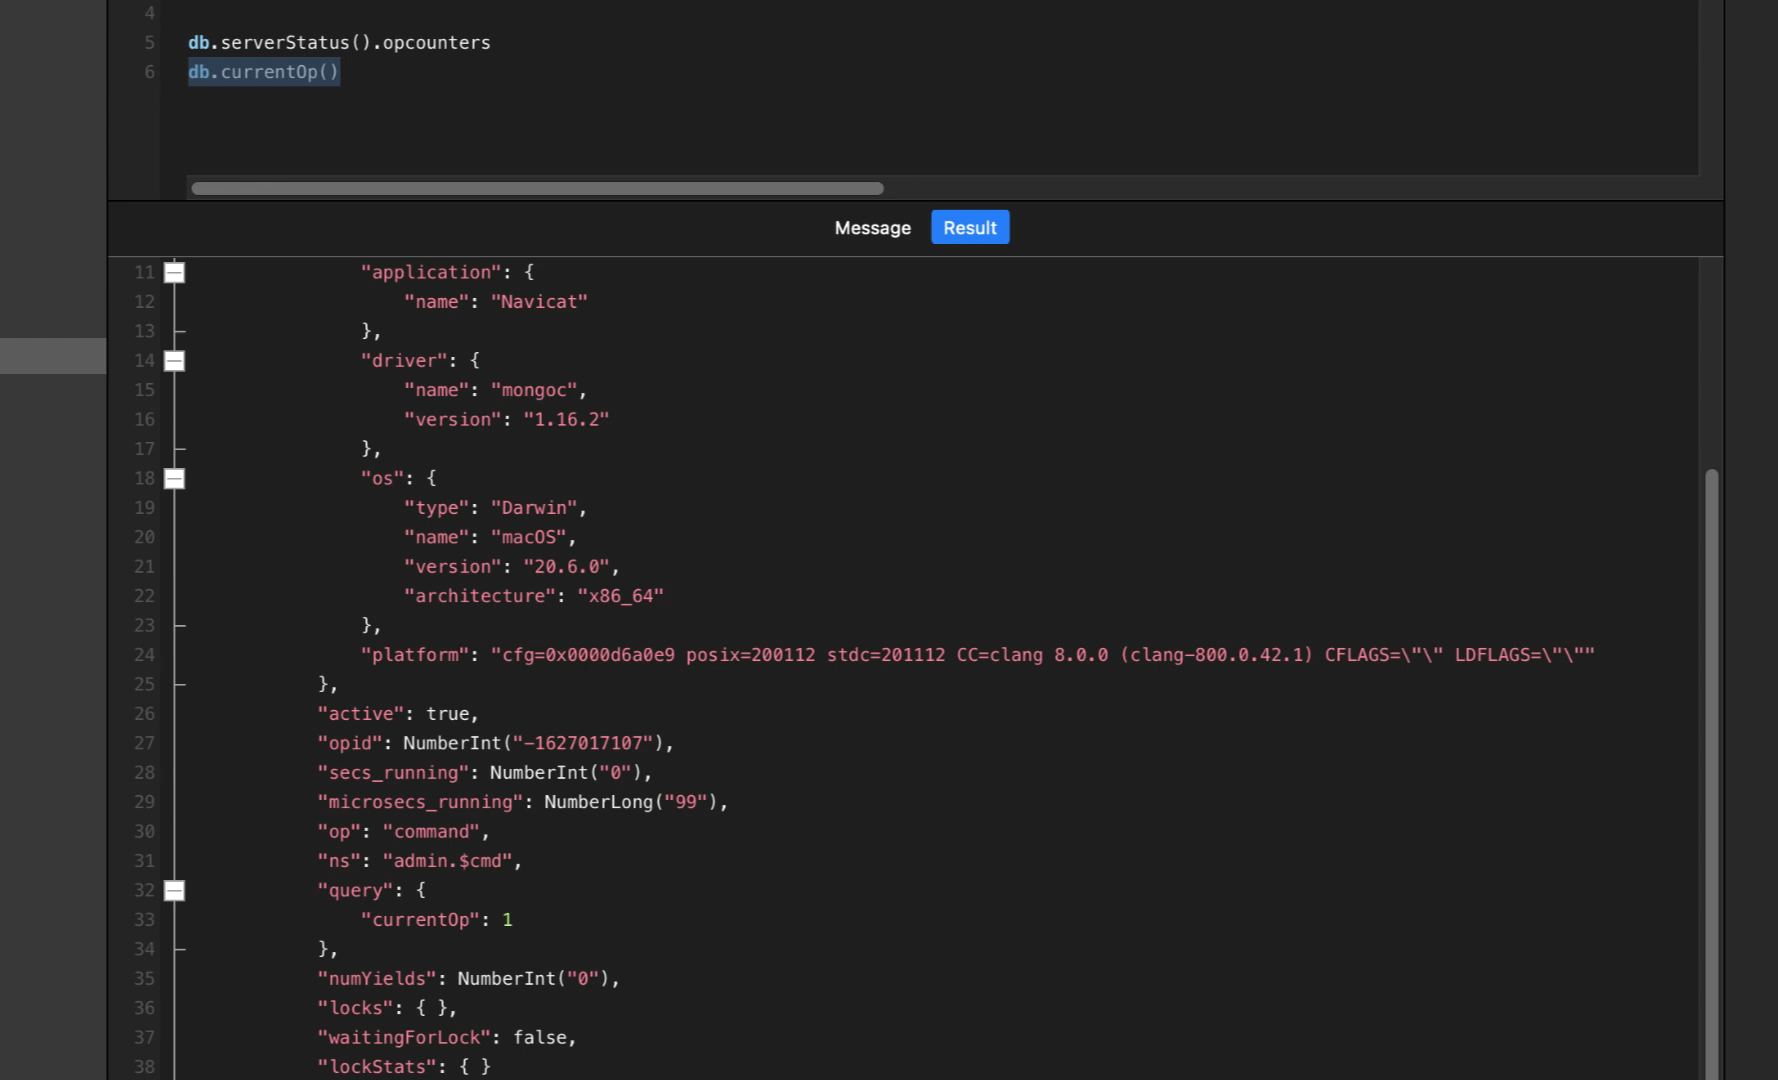 4
5 db.serverStatus().opcounters
6 db.currentOp()
Message Result
11 "application": {
12 "name": "Navicat"
13 },
14 "driver": {
15 "name": "mongoc",
16 "version": "1.16.2"
17 },
18 "os": {
19 "type": "Darwin",
20 "name": "macOS",
21 "version": "20.6.0",
22 "architecture": "x86_64"
23 },
24 "platform": "cfg=0x0000d6a0e9 posix=200112 stdc=201112 CC=clang 8.0.0 (clang-800.0.42.1) CFLAGS=\"\" LDFLAGS=\"\""
25 },
26 "active": true,
27 "opid": NumberInt("-1627017107"),
28 "secs_running": NumberInt("0"),
29 "microsecs_running": NumberLong("99"),
30 "op": "command",
31 "ns": "admin.$cmd",
32 "query": {
33 "currentOp": 1
34 },
35 "numYields": NumberInt("0"),
36 "locks": { },
37 "waitingForLock": false,
38 "lockStats": { }